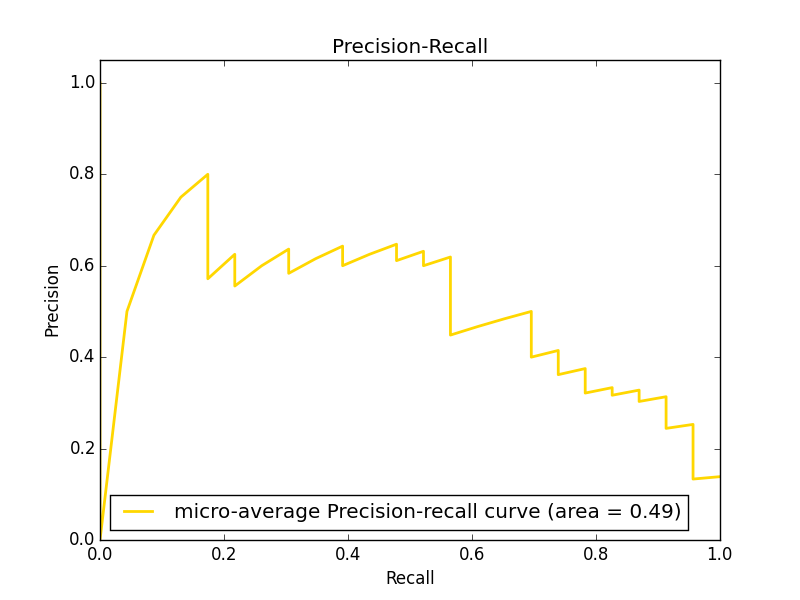 Precision-Recall
1.0
0.8
0.6
0.4
0.2
0.0
Precision
micro-average Precision-recall curve (area = 0.49)
0.0 0.2 0.4 0.6 0.8 1.0
Recall